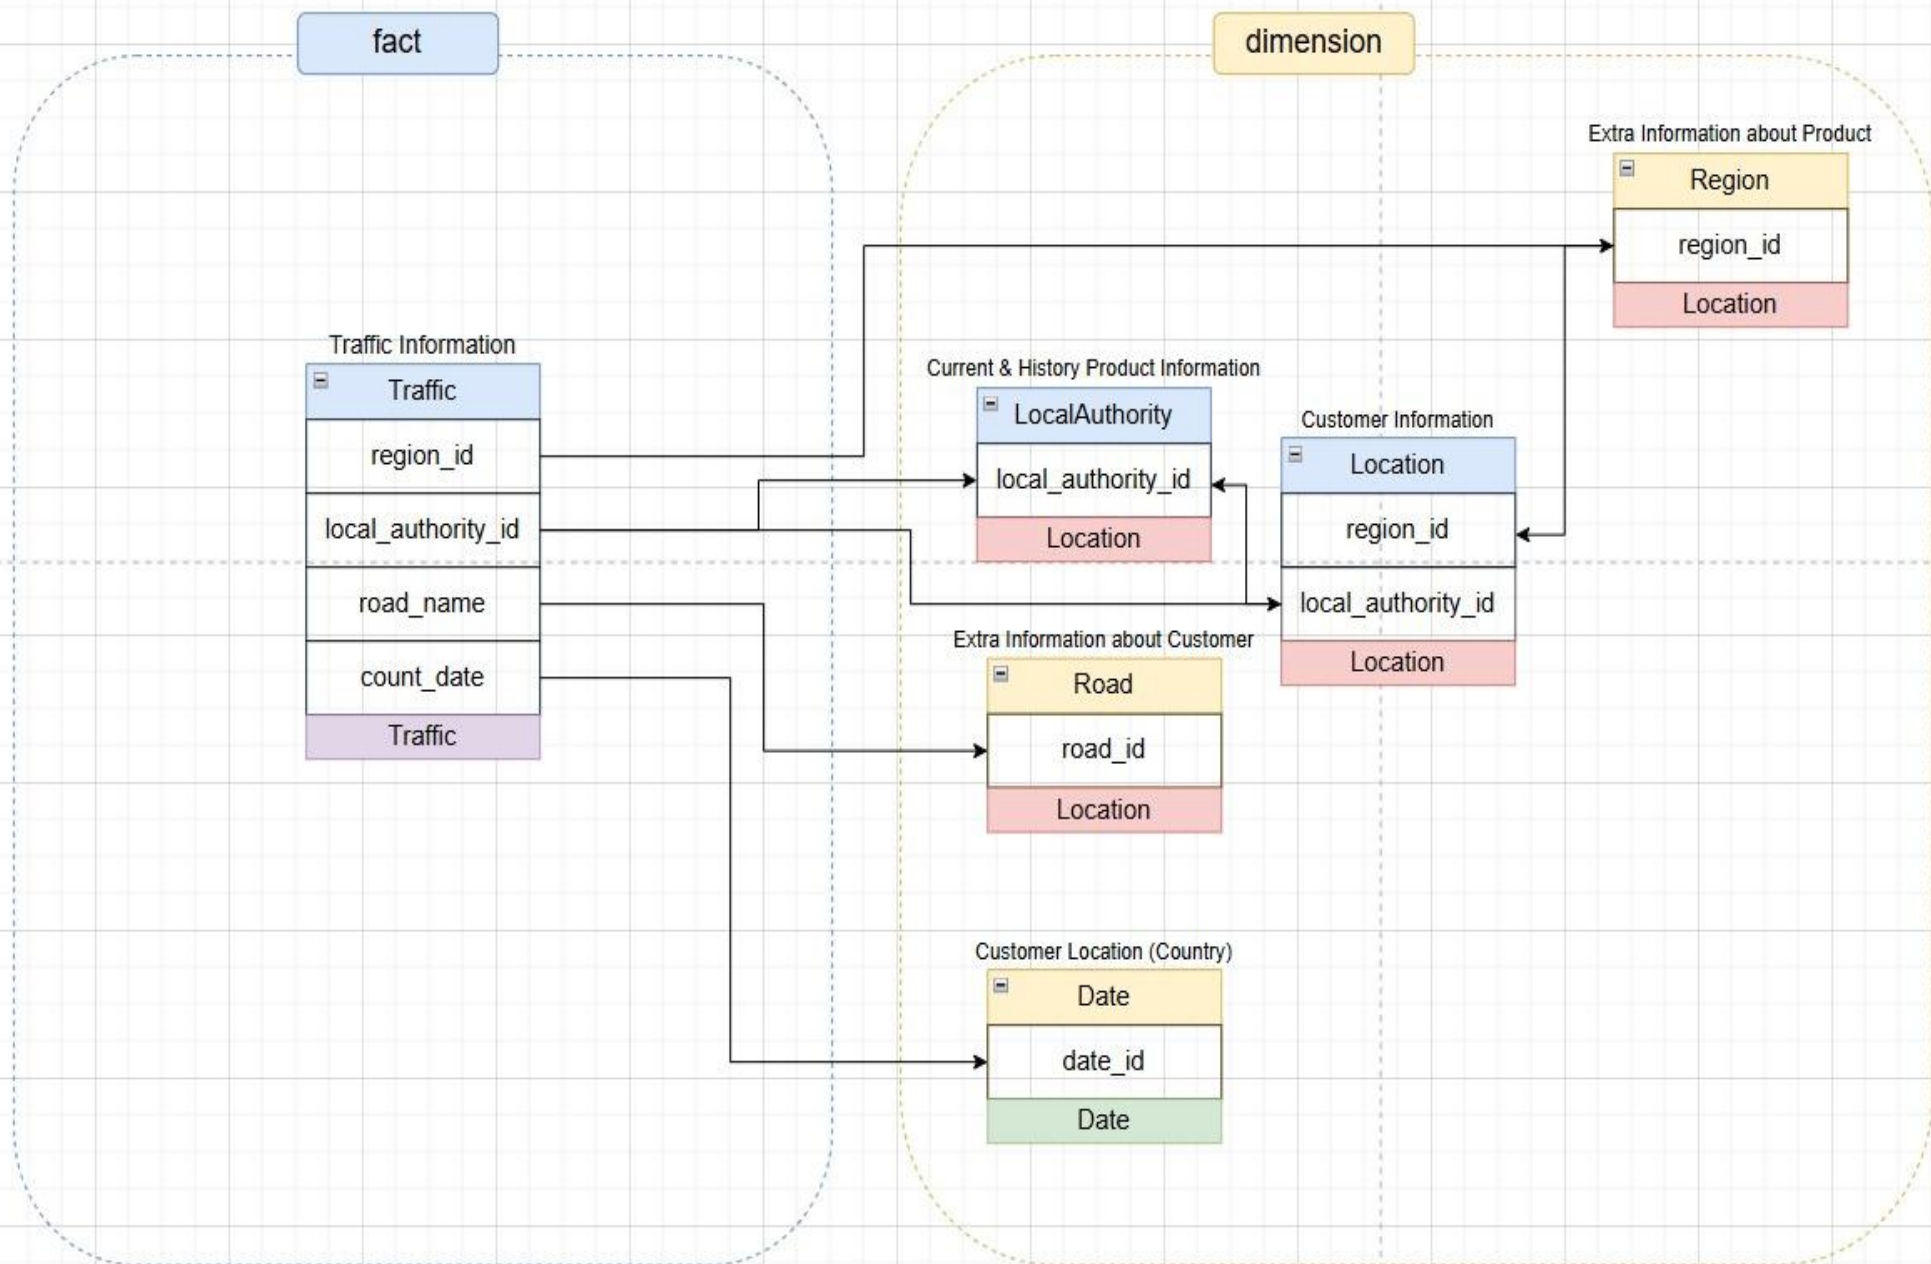 fact
dimension
Extra Information about Product
Region
region_id
Location
Traffic Information
Traffic
region_id
local_authority_id
road_name
count_date
Traffic
Current & History Product Information
LocalAuthority
local_authority_id
Location
Customer Information
Location
region_id
local_authority_id
Location
Extra Information about Customer
Road
road_id
Location
Customer Location (Country)
Date
date_id
Date